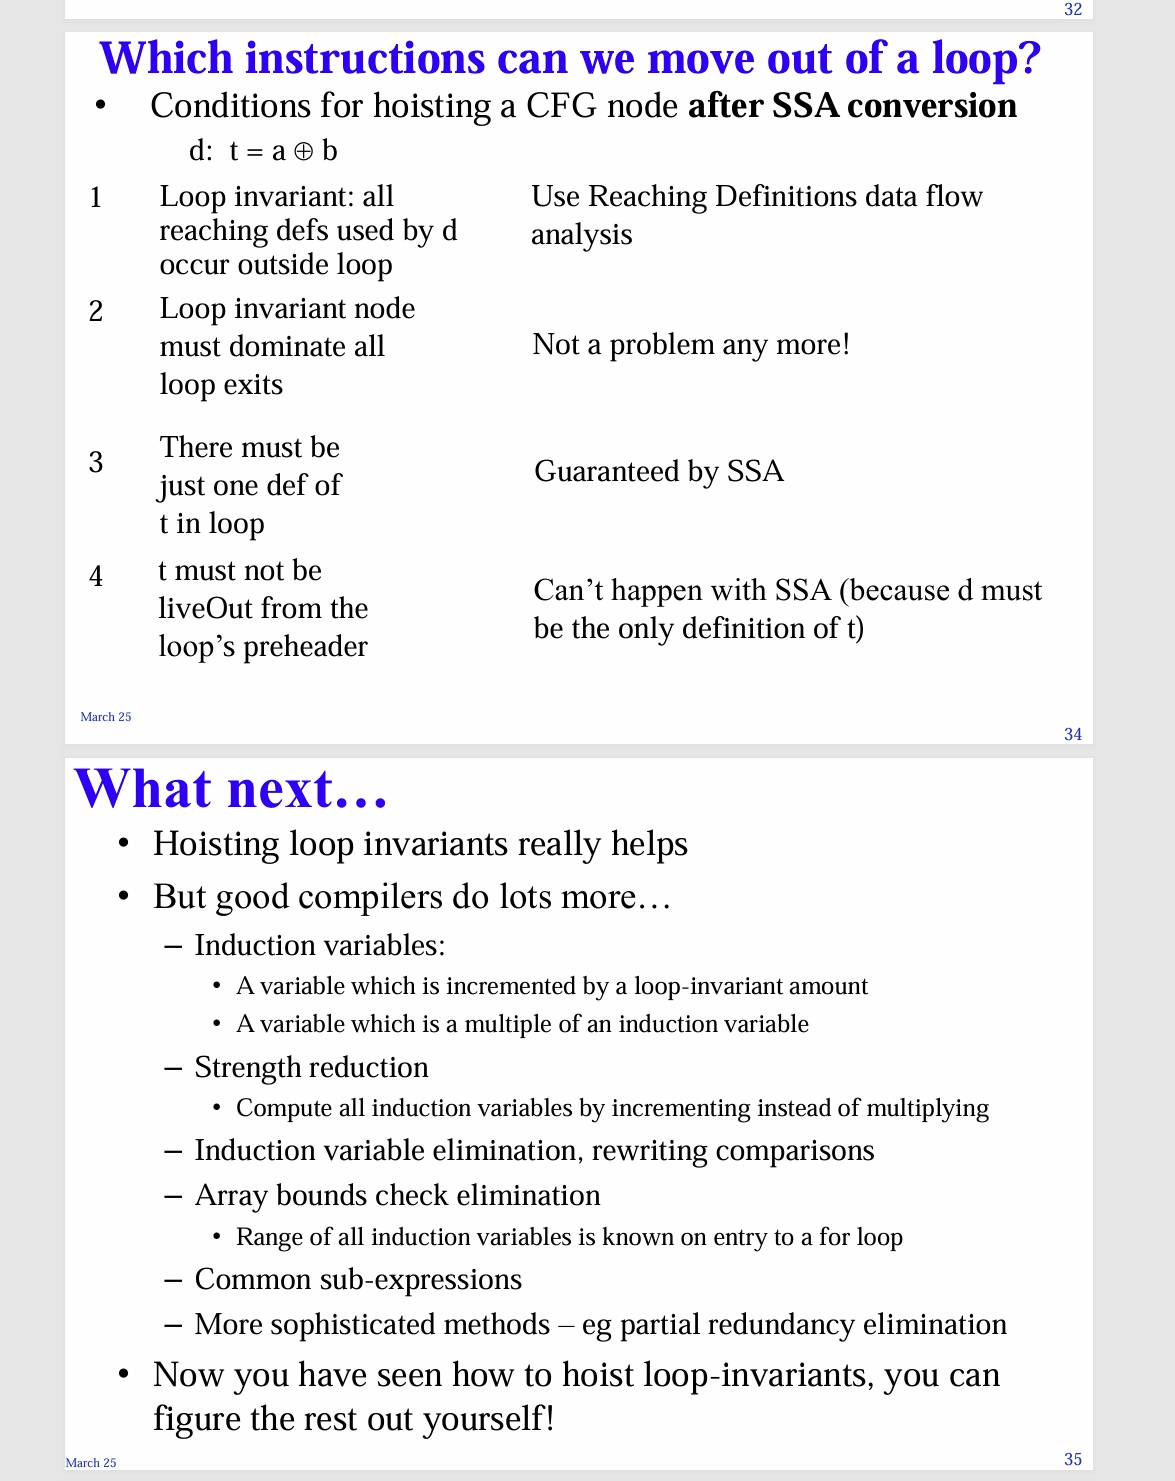 32
Which instructions can we move out of a loop?
• Conditions for hoisting a CFG node after SSA conversion
d: t = a ⊕ b
1
Loop invariant: all
reaching defs used by d
occur outside loop
Use Reaching Definitions data flow
analysis
2
Loop invariant node
must dominate all
loop exits
Not a problem any more!
3
There must be
just one def of
t in loop
Guaranteed by SSA
4
t must not be
liveOut from the
loop’s preheader
Can’t happen with SSA (because d must
be the only definition of t)
March 25
34
What next…
• Hoisting loop invariants really helps
• But good compilers do lots more…
– Induction variables:
• A variable which is incremented by a loop-invariant amount
• A variable which is a multiple of an induction variable
– Strength reduction
• Compute all induction variables by incrementing instead of multiplying
– Induction variable elimination, rewriting comparisons
– Array bounds check elimination
• Range of all induction variables is known on entry to a for loop
– Common sub-expressions
– More sophisticated methods – eg partial redundancy elimination
• Now you have seen how to hoist loop-invariants, you can
figure the rest out yourself!
March 25
35